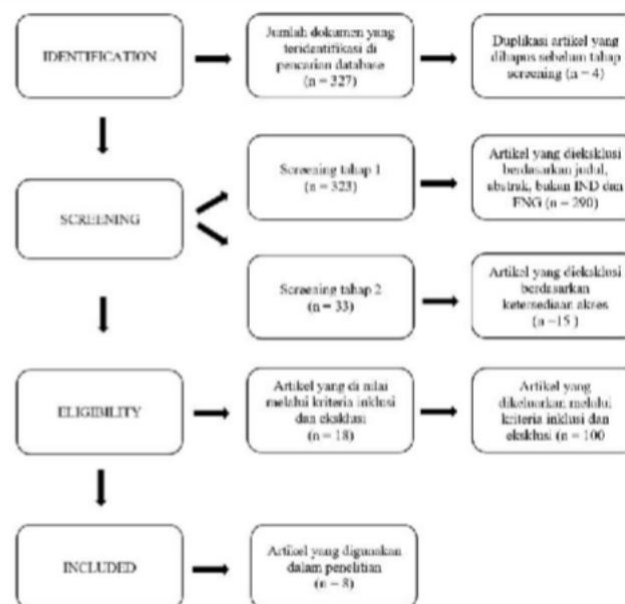 IDENTIFICATION
Jumlah dokumen yang
teridentifikasi di
pencarian database
(n = 327)
Duplikasi artikel yang
dihapus sebelum tahap
screening (n = 4)
SCREENING
Screening tahap 1
(n = 323)
Artikel yang dieksklusi
berdasarkan judul,
abstrak, bukan IND dan
ENG (n = 290)
Screening tahap 2
(n = 33)
Artikel yang dieksklusi
berdasarkan
ketersediaan akses
(n =15 )
ELIGIBILITY
Artikel yang di nilai
melalui kriteria inklusi
dan eksklusi
(n = 18)
Artikel yang
dikeluarkan melalui
kriteria inklusi dan
eksklusi (n = 100
INCLUDED
Artikel yang digunakan
dalam penelitian
(n = 8)